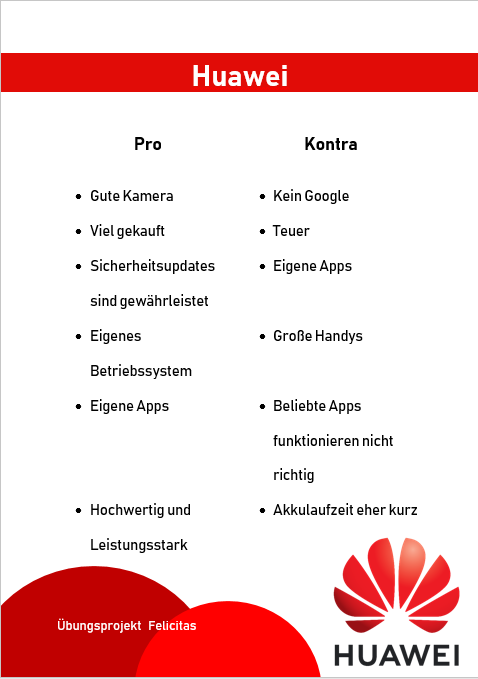 Huawei
Pro
Kontra
Gute Kamera
Kein Google
Viel gekauft
Teuer
Sicherheitsupdates
sind gewährleistet
Eigene Apps
Eigenes
Betriebssystem
Große Handys
Eigene Apps
Beliebte Apps
funktionieren nicht
richtig
Hochwertig und
Leistungsstark
Akkulaufzeit eher kurz
Übungsprojekt Felicitas
HUAWEI